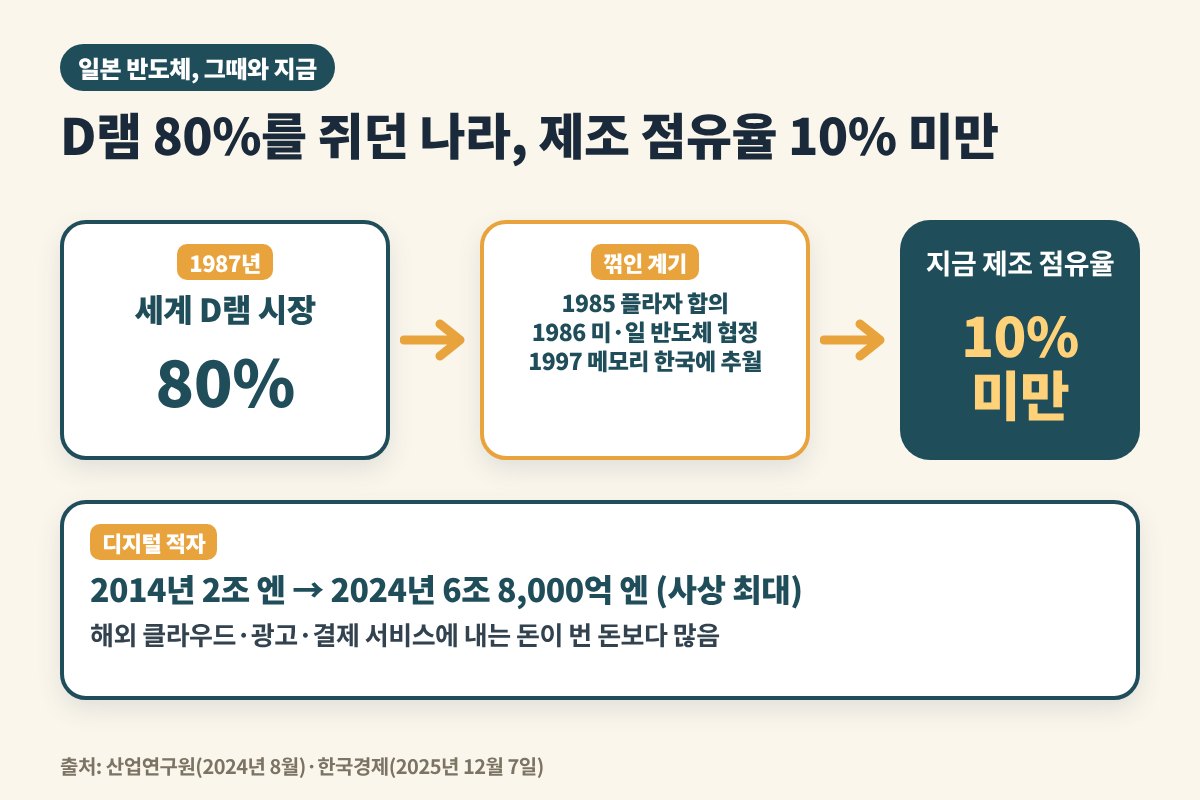 일본 반도체, 그때와 지금
D램 80%를 쥐던 나라, 제조 점유율 10% 미만
1987년
세계 D램 시장
80%
꺾인 계기
1985 플라자 합의
1986 미·일 반도체 협정
1997 메모리 한국에 추월
지금 제조 점유율
10%
미만
디지털 적자
2014년 2조 엔 → 2024년 6조 8,000억 엔 (사상 최대)
해외 클라우드·광고·결제 서비스에 내는 돈이 번 돈보다 많음
출처: 산업연구원(2024년 8월)·한국경제(2025년 12월 7일)